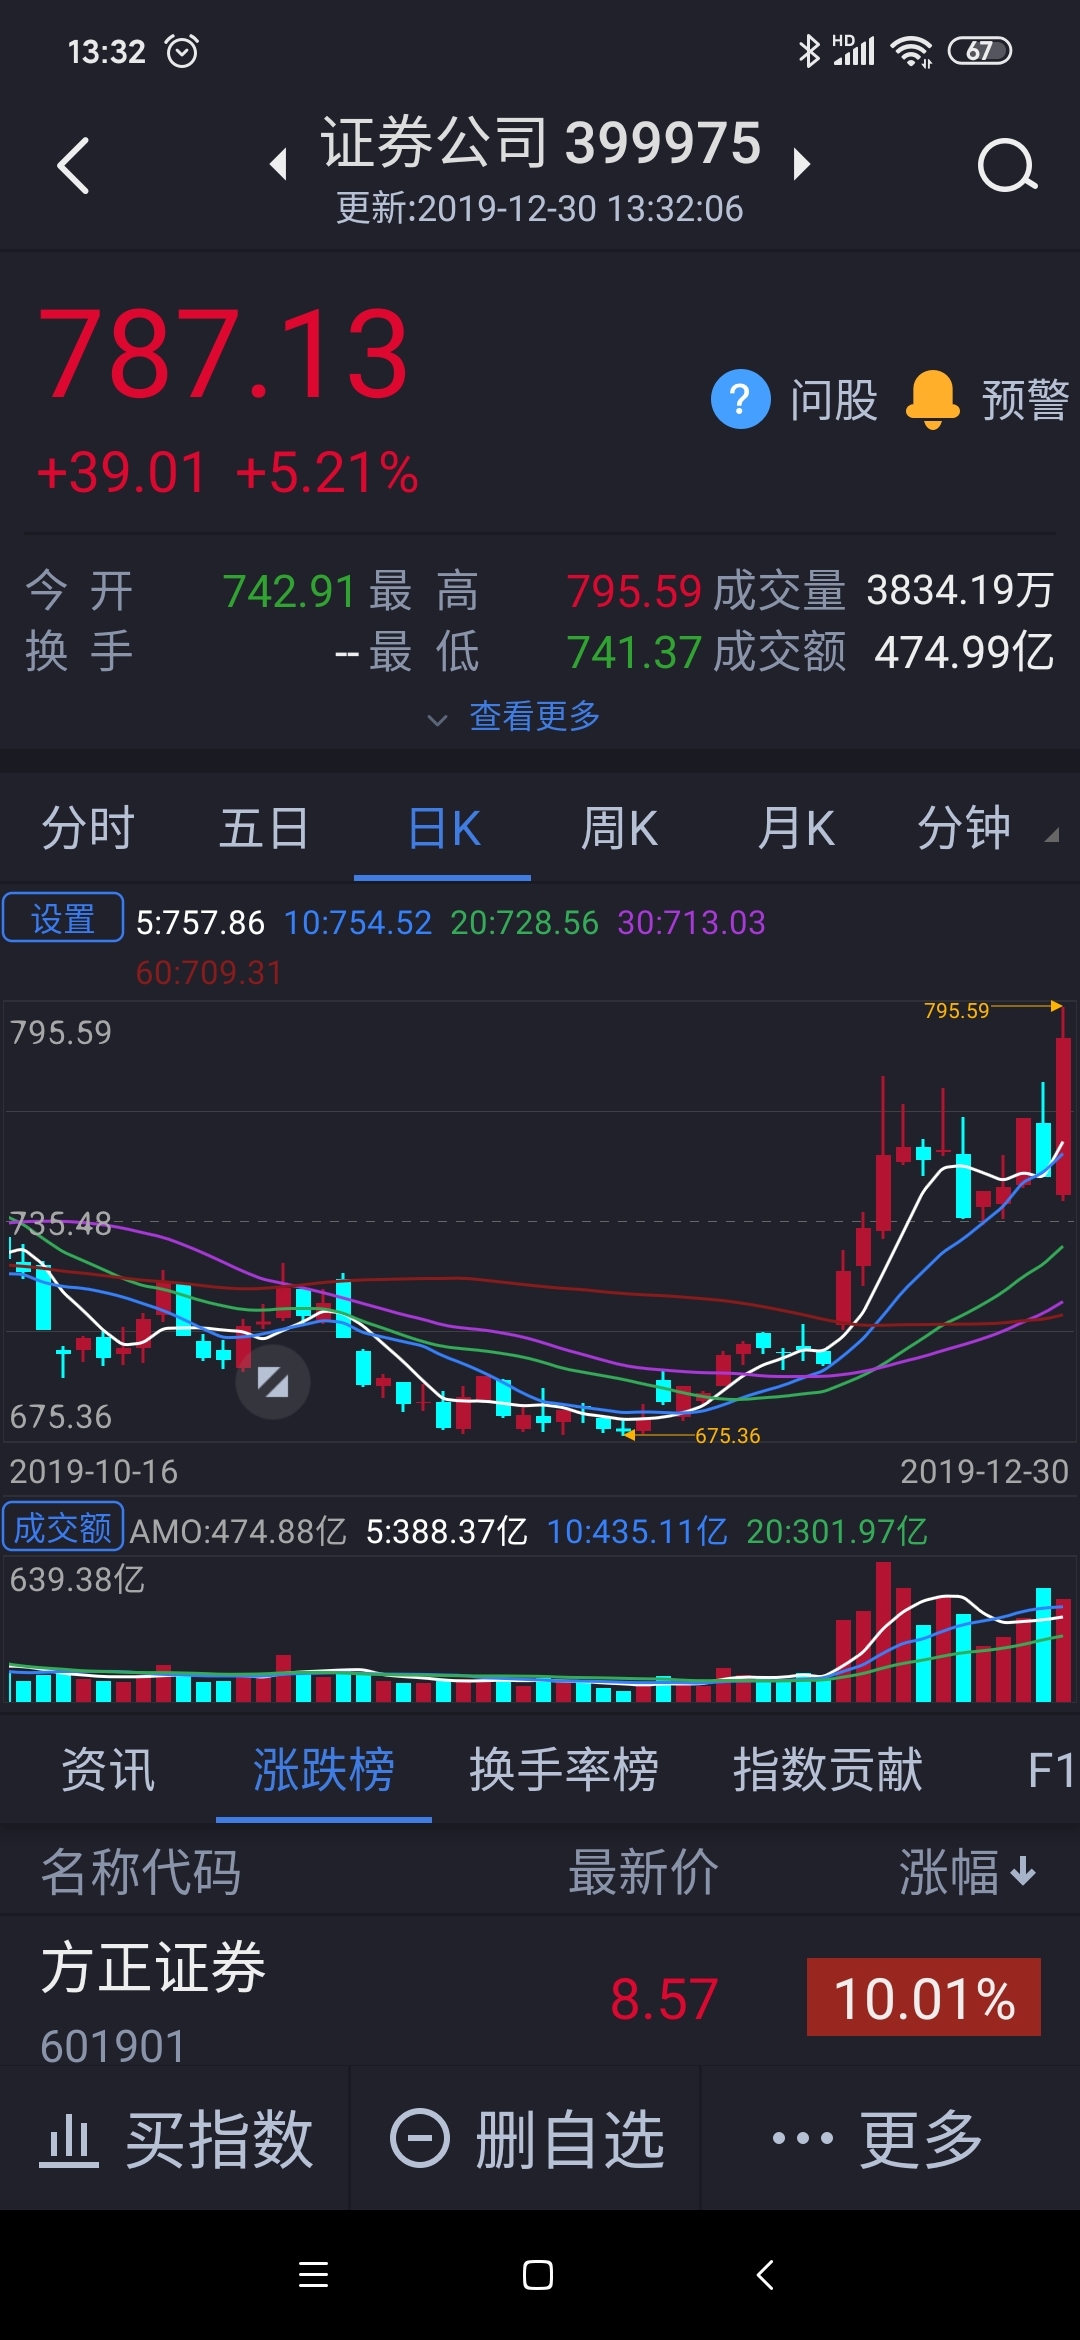 13:32 HD 67
证券公司 399975
更新:2019-12-30 13:32:06
787.13
? 问股 预警
+39.01 +5.21%
今开 742.91 最高 795.59 成交量 3834.19万
换手 -- 最低 741.37 成交额 474.99亿
查看更多
分时 五日 日K 周K 月K 分钟
设置 5:757.86 10:754.52 20:728.56 30:713.03
60:709.31
795.59
795.59
735.48
675.36
675.36
2019-10-16 2019-12-30
成交额 AMO:474.88亿 5:388.37亿 10:435.11亿 20:301.97亿
639.38亿
资讯 涨跌榜 换手率榜 指数贡献 F1
名称代码 最新价 涨幅
方正证券 8.57 10.01%
601901
买指数 删自选 更多